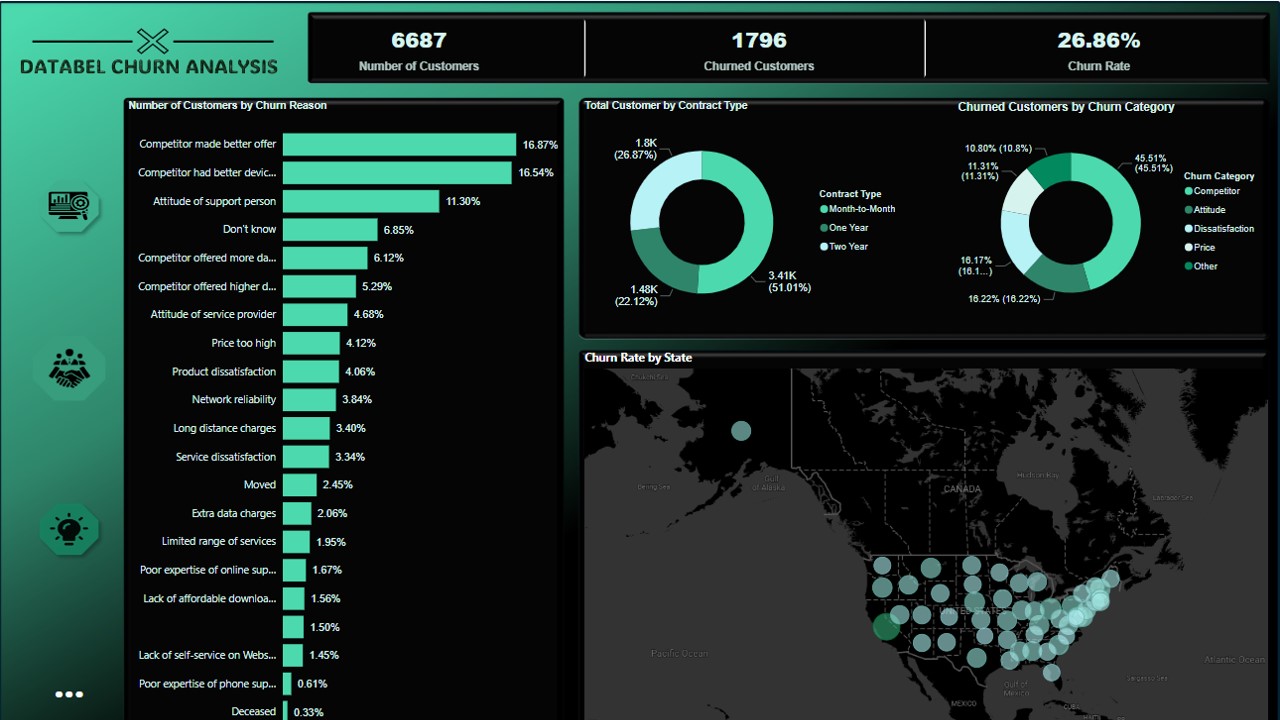 DATABEL CHURN ANALYSIS
6687
Number of Customers
1796
Churned Customers
26.86%
Churn Rate
Number of Customers by Churn Reason
Competitor made better offer 16.87%
Competitor had better devic... 16.54%
Attitude of support person 11.30%
Don't know 6.85%
Competitor offered more da... 6.12%
Competitor offered higher d... 5.29%
Attitude of service provider 4.68%
Price too high 4.12%
Product dissatisfaction 4.06%
Network reliability 3.84%
Long distance charges 3.40%
Service dissatisfaction 3.34%
Moved 2.45%
Extra data charges 2.06%
Limited range of services 1.95%
Poor expertise of online sup... 1.67%
Lack of affordable downloa... 1.56%
1.50%
Lack of self-service on Webs... 1.45%
Poor expertise of phone sup... 0.61%
Deceased 0.33%
Total Customer by Contract Type
1.8K
(26.87%)
1.48K
(22.12%)
3.41K
(51.01%)
Contract Type
Month-to-Month
One Year
Two Year
Churned Customers by Churn Category
10.80% (10.8%)
11.31%
(11.31%)
16.17%
(16.1...)
16.22% (16.22%)
45.51%
(45.51%)
Churn Category
Competitor
Attitude
Dissatisfaction
Price
Other
Churn Rate by State
Chukchi Sea
Bering Sea
Gulf
of Alaska
CANADA
Hudson Bay
Labrador Sea
UNITED STATES
Pacific Ocean
Atlantic Ocean
Sargasso Sea
Gulf of
Mexico
MEXICO
CUBA